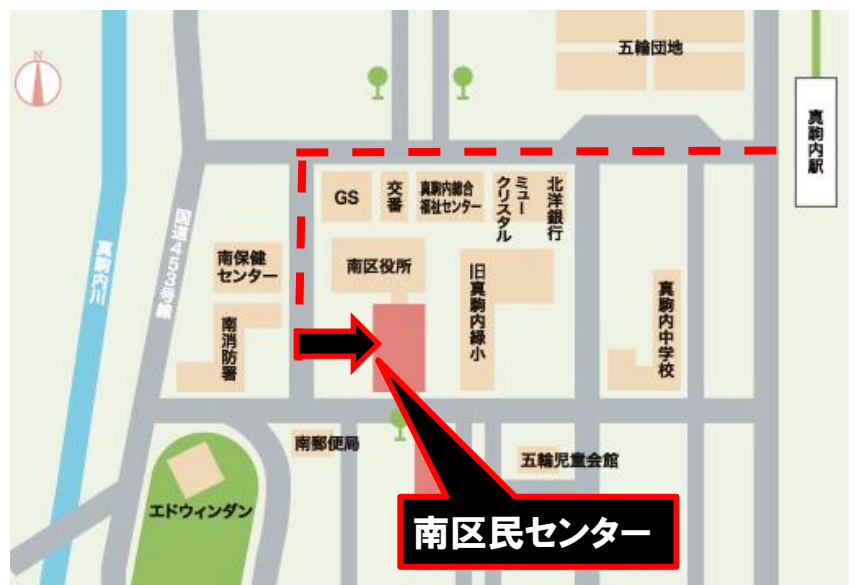 N
五輪団地
真駒内駅
GS
交番
真駒内総合
福祉センター
ミュー
クリスタル
北洋銀行
国道453号線
真駒内川
南保健
センター
南区役所
旧真駒内緑小
真駒内中学校
南消防署
南郵便局
五輪児童会館
エドウィンダン
南区民センター